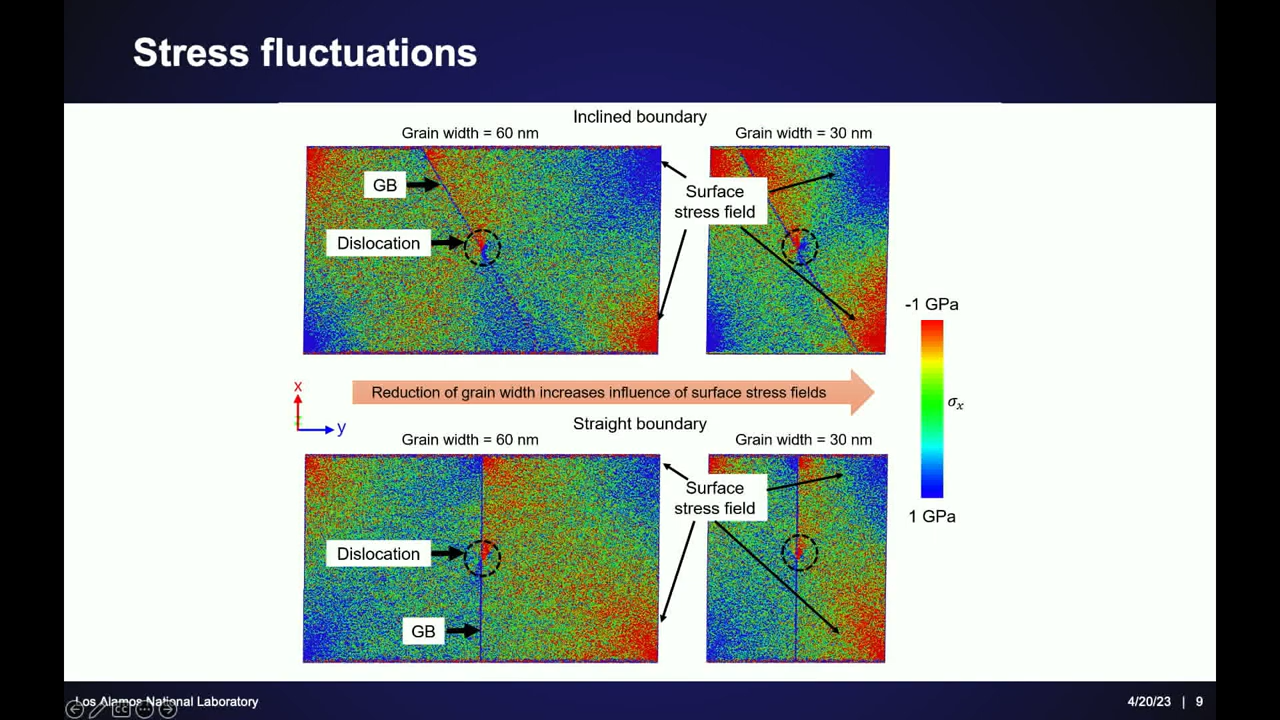 Stress fluctuations
Inclined boundary
Grain width = 60 nm
Grain width = 30 nm
GB
Dislocation
Surface
stress field
-1 GPa
σx
1 GPa
x
z
y
Reduction of grain width increases influence of surface stress fields
Straight boundary
Grain width = 60 nm
Grain width = 30 nm
Surface
stress field
Dislocation
GB
Los Alamos National Laboratory
4/20/23 | 9